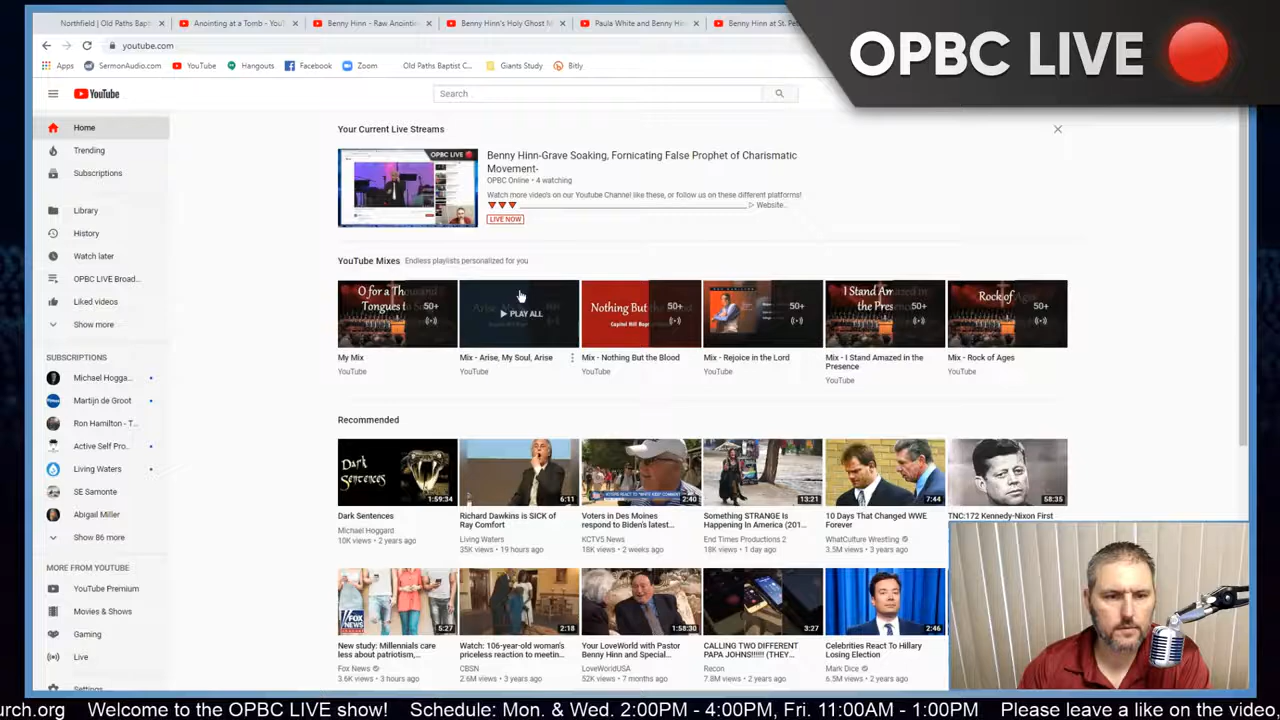 Northfield | Old Paths Bapt
Anointing at a Tomb - YouT
Benny Hinn - Raw Anointin
Benny Hinn's Holy Ghost M
Paula White and Benny Hin
Benny Hinn at St. Pet
OPBC LIVE
youtube.com
Apps
SermonAudio.com
YouTube
Hangouts
Facebook
Zoom
Old Paths Baptist C...
Giants Study
Bitly
YouTube
Search
Home
Trending
Subscriptions
Library
History
Watch later
OPBC LIVE Broad...
Liked videos
Show more
SUBSCRIPTIONS
Michael Hogga...
Martijn de Groot
Ron Hamilton - T...
Active Self Pro...
Living Waters
SE Samonte
Abigail Miller
Show 86 more
MORE FROM YOUTUBE
YouTube Premium
Movies & Shows
Gaming
Live
Settings
Your Current Live Streams
OPBC LIVE
Benny Hinn-Grave Soaking, Fornicating False Prophet of Charismatic
Movement-
OPBC Online • 4 watching
Watch more video's on our Youtube Channel like these, or follow us on these different platforms!
▷ Website...
LIVE NOW
YouTube Mixes Endless playlists personalized for you
O for a Thousand
Tongues to
50+
My Mix
YouTube
PLAY ALL
Mix - Arise, My Soul, Arise
YouTube
Nothing But
50+
Mix - Nothing But the Blood
YouTube
50+
Mix - Rejoice in the Lord
YouTube
I Stand Amazed in
the Pres
50+
Mix - I Stand Amazed in the
Presence
YouTube
Rock of Ages
50+
Mix - Rock of Ages
YouTube
Recommended
Dark
Sentences
1:59:34
Dark Sentences
Michael Hoggard
10K views • 2 years ago
6:11
Richard Dawkins is SICK of
Ray Comfort
Living Waters
35K views • 19 hours ago
2:40
Voters in Des Moines
respond to Biden's latest...
KCTV5 News
18K views • 2 weeks ago
13:21
Something STRANGE Is
Happening In America (201...
End Times Productions 2
18K views • 1 day ago
7:44
10 Days That Changed WWE
Forever
WhatCulture Wrestling
3.5M views • 3 years ago
58:35
TNC:172 Kennedy-Nixon First
FOX
NEWS
5:27
New study: Millennials care
less about patriotism,...
Fox News
3.6K views • 3 hours ago
2:18
Watch: 106-year-old woman's
priceless reaction to meetin...
CBSN
2.6M views • 3 years ago
1:58:30
Your LoveWorld with Pastor
Benny Hinn and Special...
LoveWorldUSA
52K views • 7 months ago
3:27
CALLING TWO DIFFERENT
PAPA JOHNS!!!!!! (THEY...
Recon
7.8M views • 2 years ago
2:46
Celebrities React To Hillary
Losing Election
Mark Dice
6.5M views • 2 years ago
urch.org Welcome to the OPBC LIVE show! Schedule: Mon. & Wed. 2:00PM - 4:00PM, Fri. 11:00AM - 1:00PM Please leave a like on the video